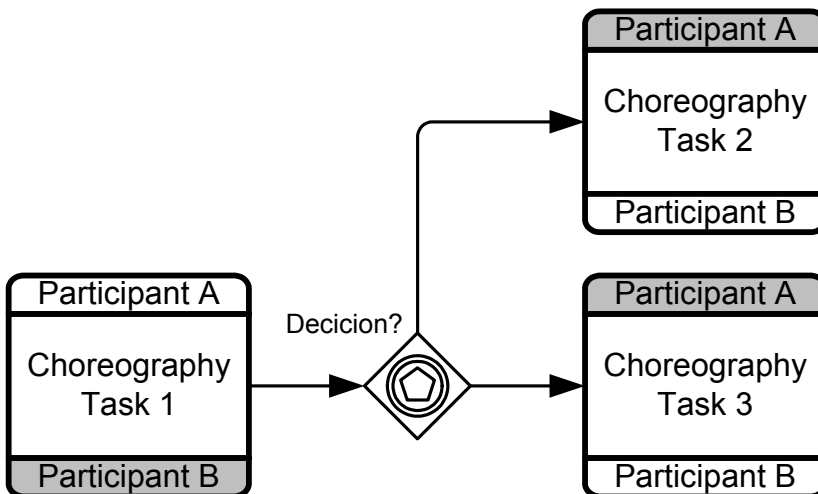 Participant A
Choreography
Task 2
Participant B
Participant A
Choreography
Task 1
Participant B
Decicion?
Participant A
Choreography
Task 3
Participant B